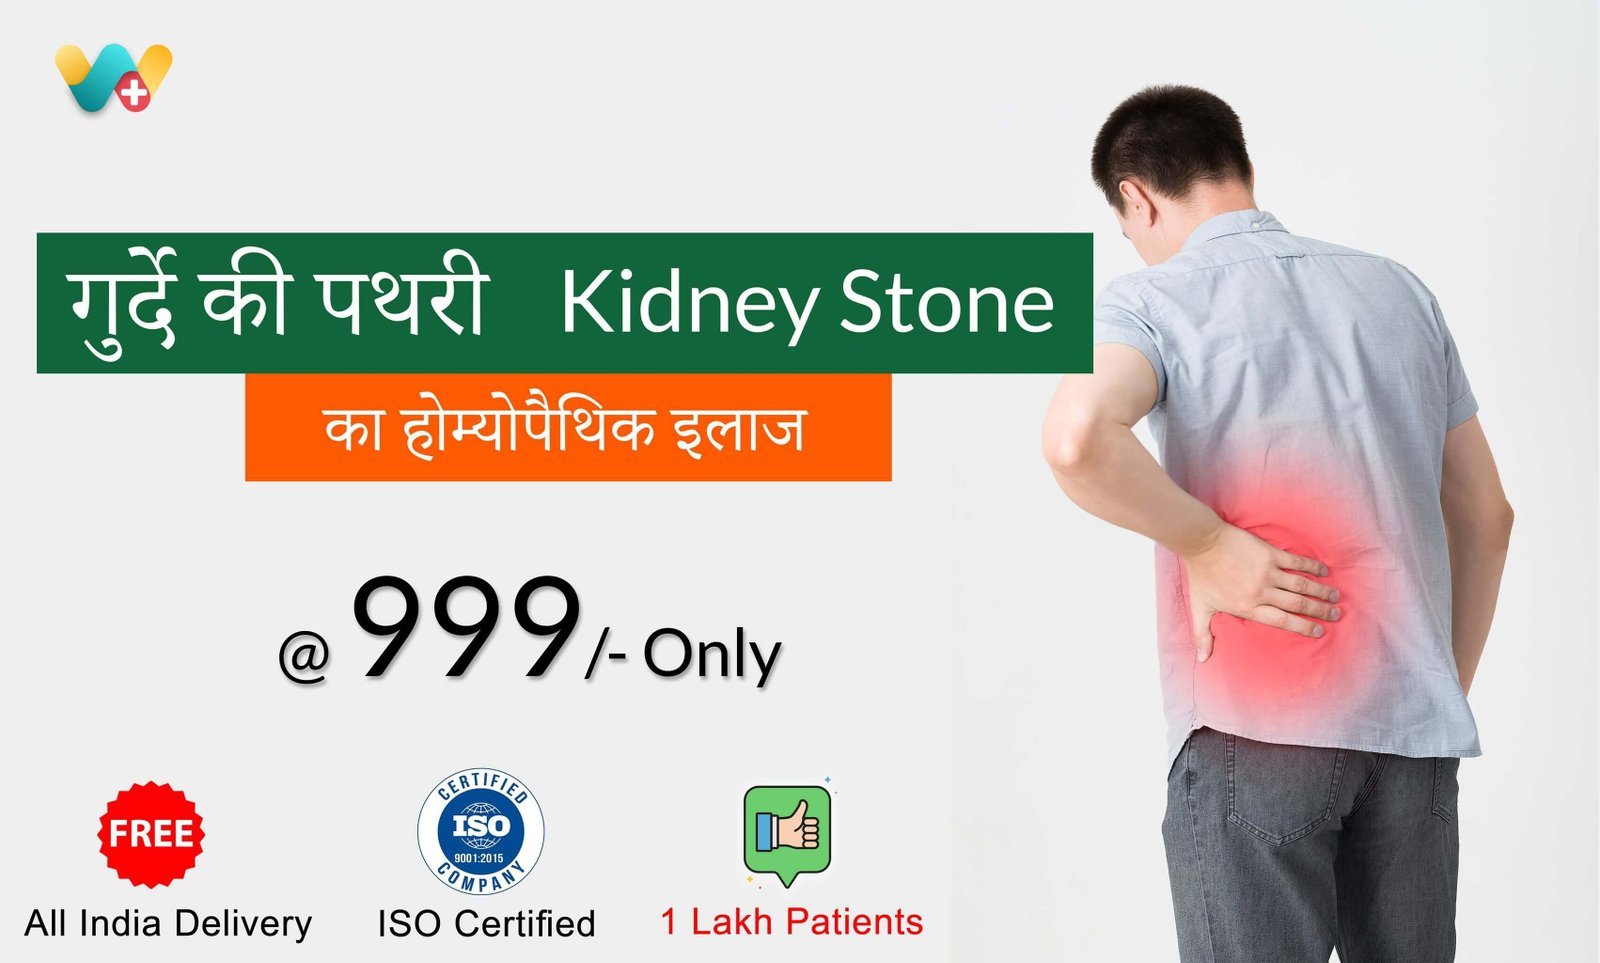 गुर्दे की पथरी Kidney Stone
का होम्योपैथिक इलाज
@ 999/- Only
FREE
All India Delivery
CERTIFIED
ISO
9001:2015
COMPANY
ISO Certified
1 Lakh Patients